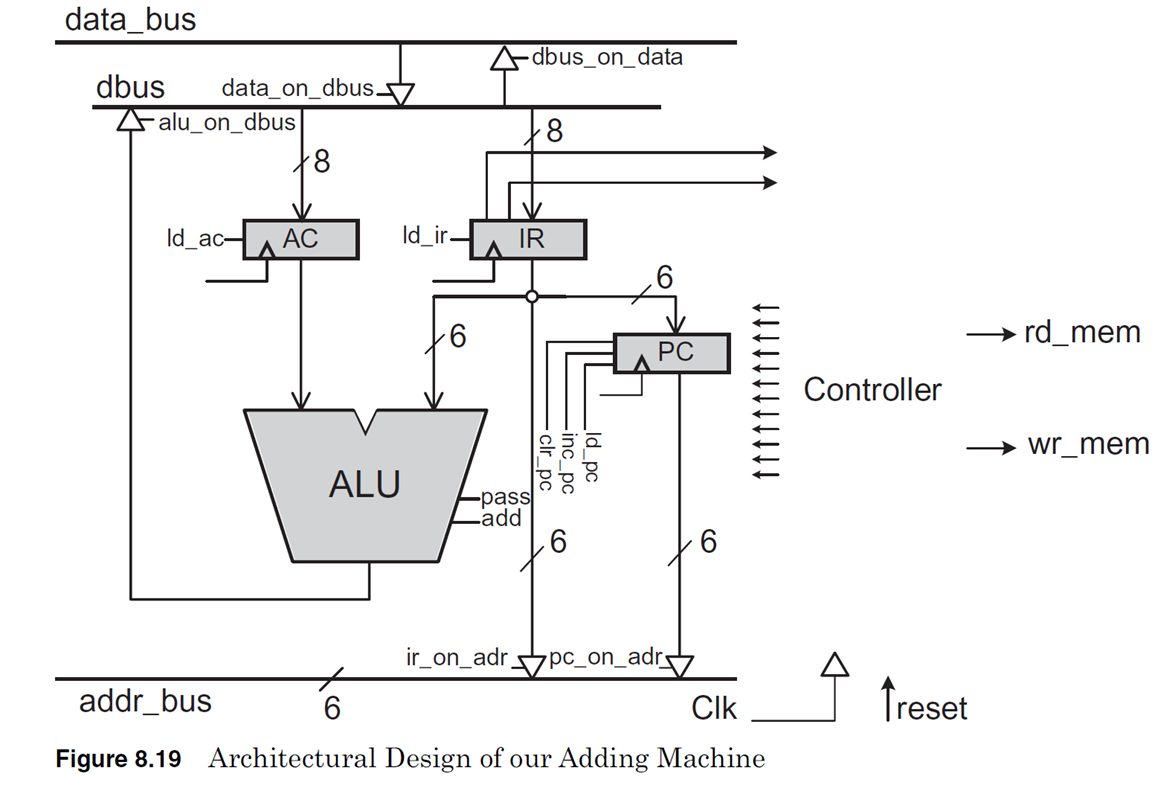 data_bus
dbus_on_data
dbus
data_on_dbus
alu_on_dbus
8
8
ld_ac
AC
ld_ir
IR
6
6
PC
rd_mem
Controller
clr_pc
inc_pc
ld_pc
wr_mem
ALU
pass
add
6
6
ir_on_adr
pc_on_adr
addr_bus
6
Clk
reset
Figure 8.19 Architectural Design of our Adding Machine